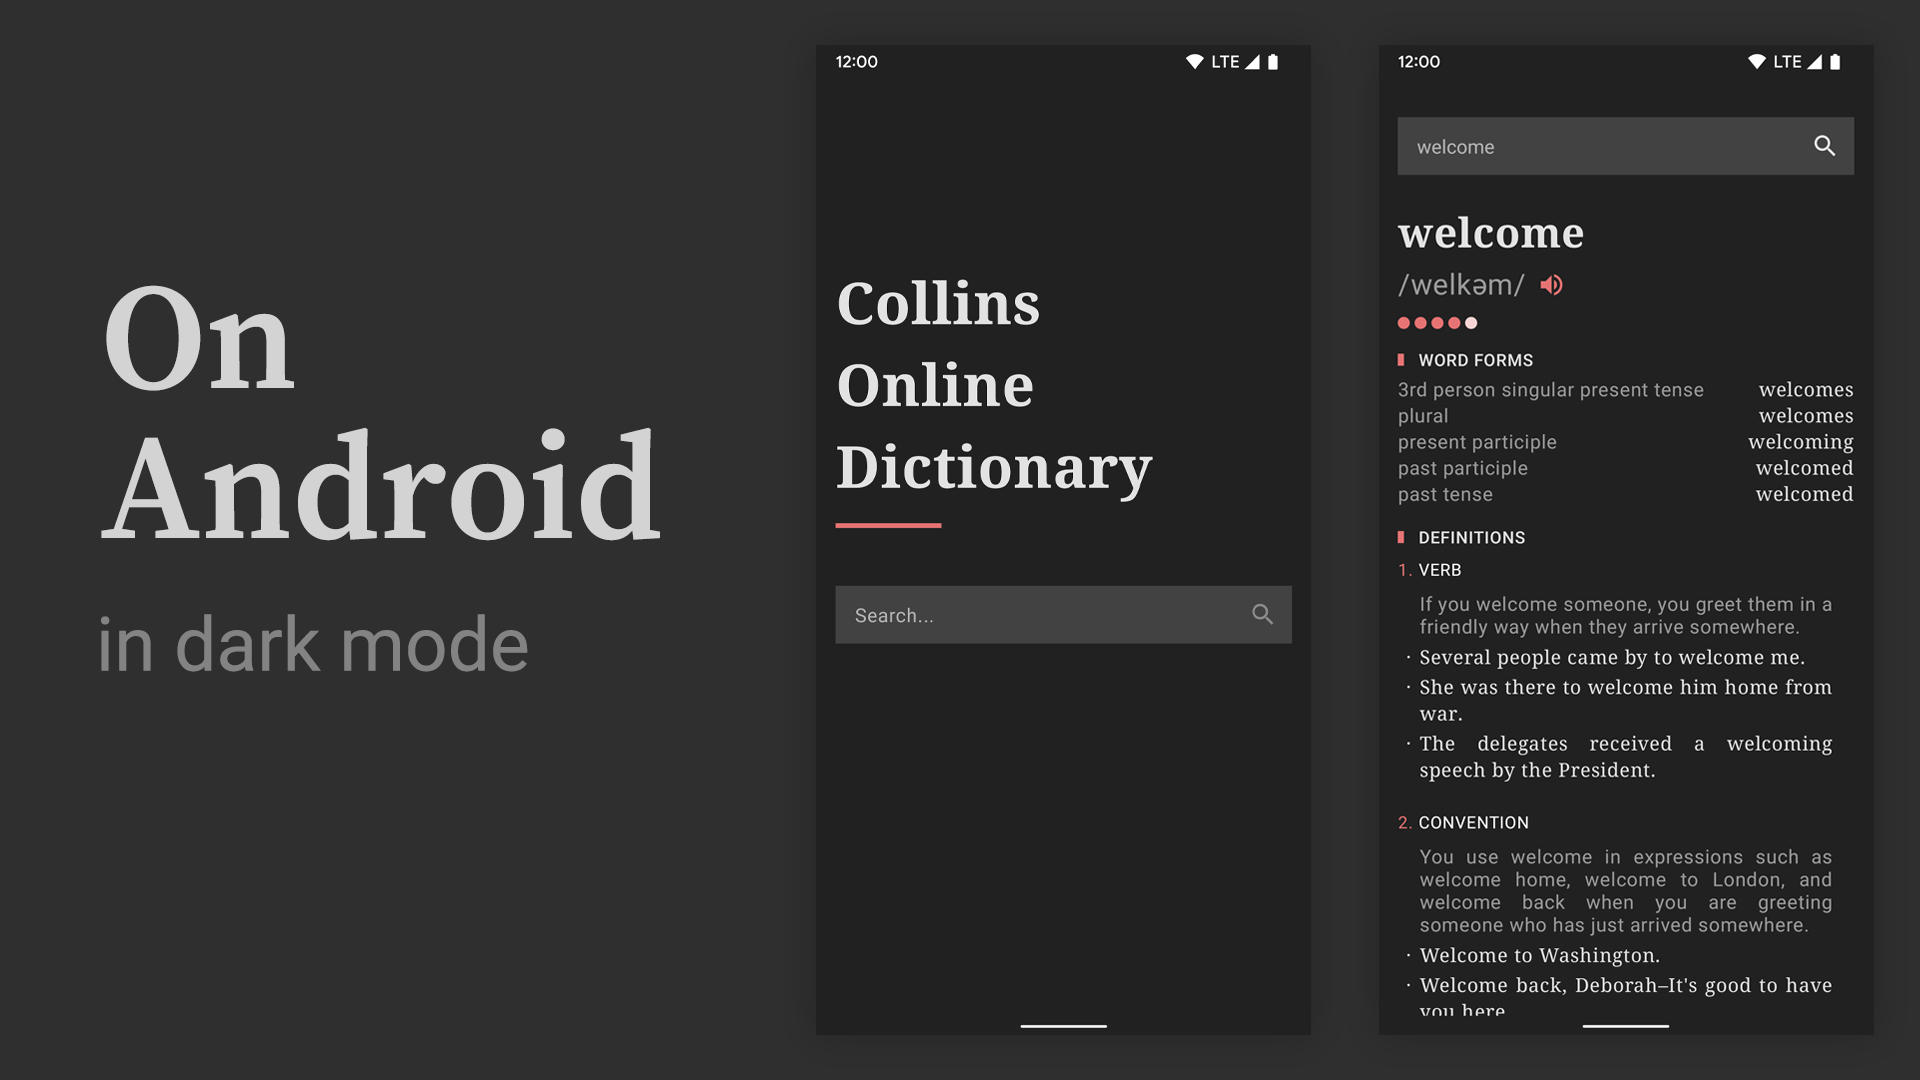 On
Android
in dark mode
12:00
LTE
Collins
Online
Dictionary
Search...
12:00
LTE
welcome
welcome
/welkəm/
WORD FORMS
3rd person singular present tense welcomes
plural welcomes
present participle welcoming
past participle welcomed
past tense welcomed
DEFINITIONS
1. VERB
If you welcome someone, you greet them in a
friendly way when they arrive somewhere.
· Several people came by to welcome me.
· She was there to welcome him home from
war.
· The delegates received a welcoming
speech by the President.
2. CONVENTION
You use welcome in expressions such as
welcome home, welcome to London, and
welcome back when you are greeting
someone who has just arrived somewhere.
· Welcome to Washington.
· Welcome back, Deborah–It's good to have
you here